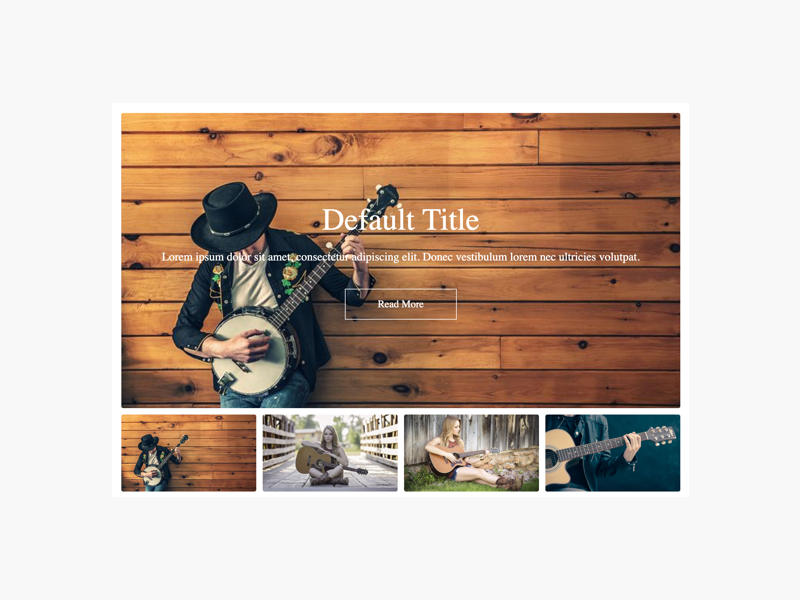 Default Title
Lorem ipsum dolor sit amet, consectetur adipiscing elit. Donec vestibulum lorem nec ultricies volutpat.
Read More